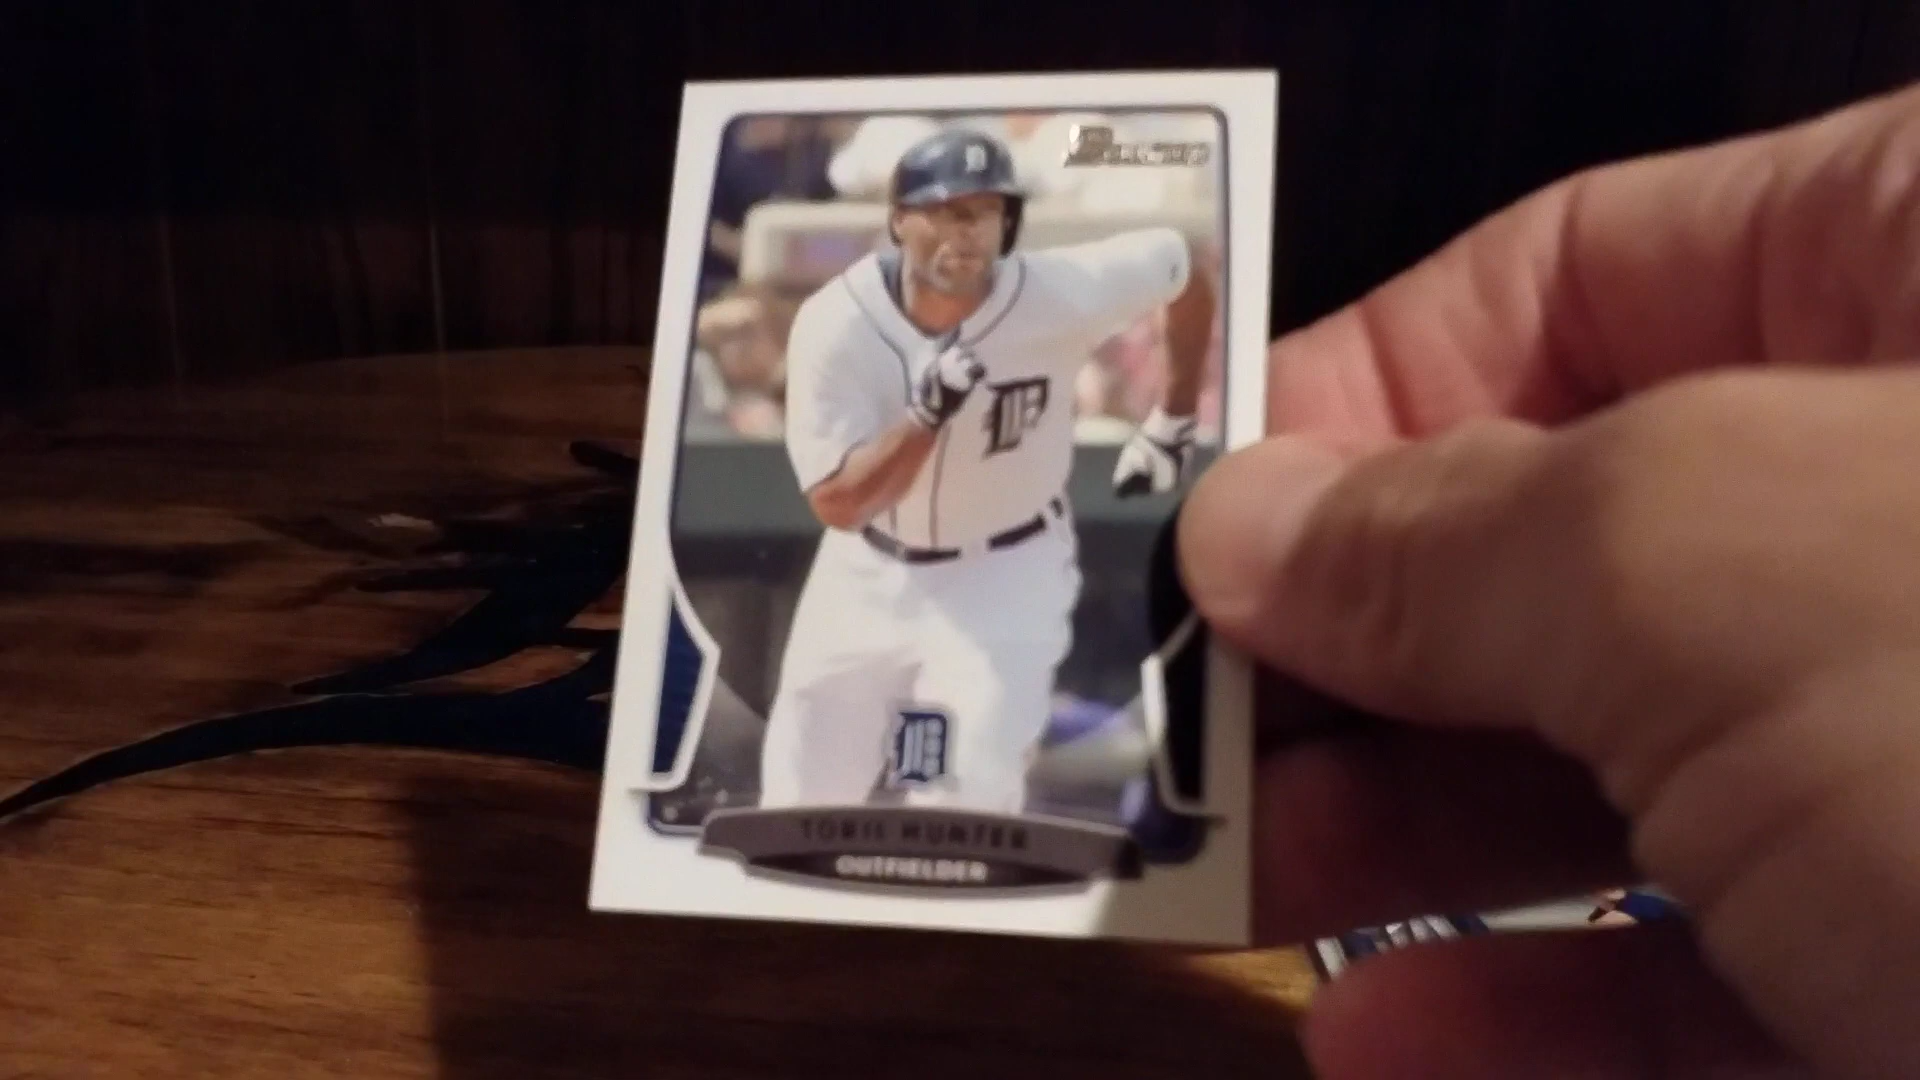 Bowman
D
D
D
TORII HUNTER
OUTFIELDER